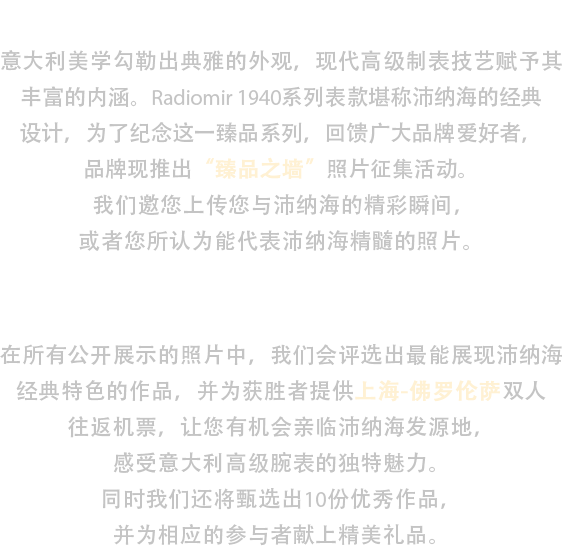 意大利美学勾勒出典雅的外观，现代高级制表技艺赋予其
丰富的内涵。Radiomir 1940系列表款堪称沛纳海的经典
设计，为了纪念这一臻品系列，回馈广大品牌爱好者，
品牌现推出“臻品之墙”照片征集活动。
我们邀您上传您与沛纳海的精彩瞬间，
或者您所认为能代表沛纳海精髓的照片。
在所有公开展示的照片中，我们会评选出最能展现沛纳海
经典特色的作品，并为获胜者提供上海-佛罗伦萨双人
往返机票，让您有机会亲临沛纳海发源地，
感受意大利高级腕表的独特魅力。
同时我们还将甄选出10份优秀作品，
并为相应的参与者献上精美礼品。